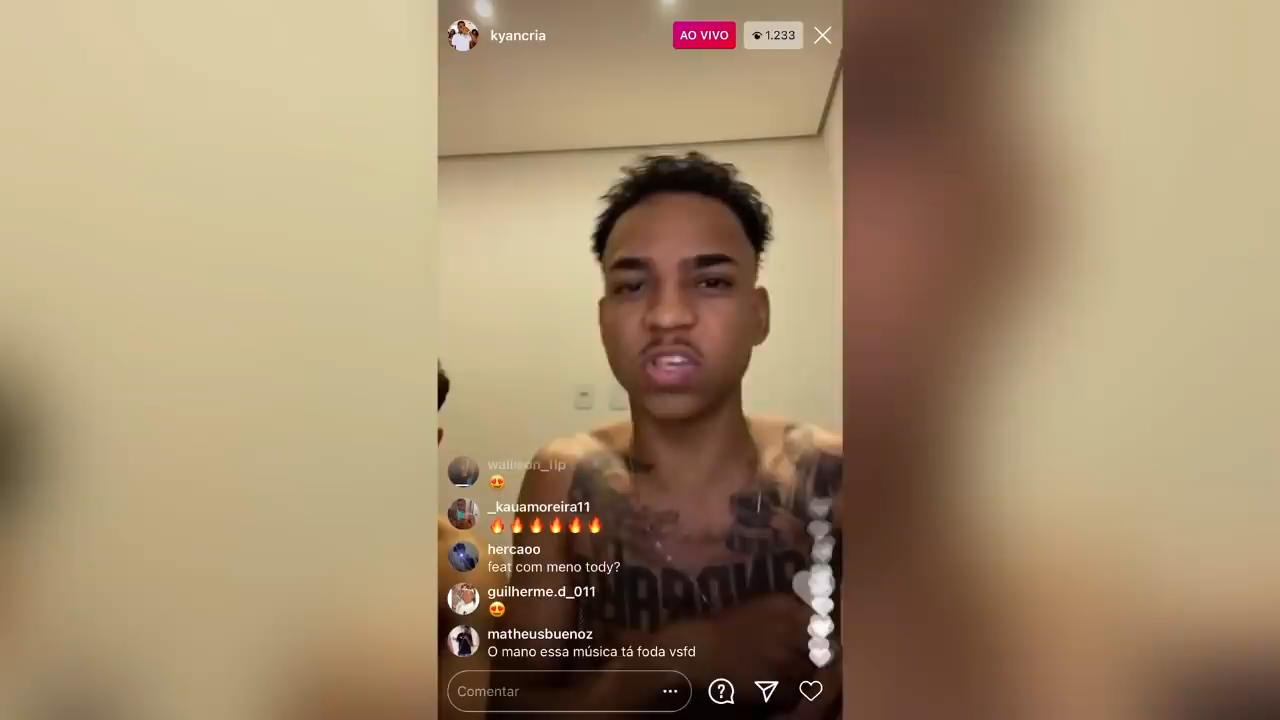 kyancria
AO VIVO
1.233
wallison_11p
😍
_kauamoreira11
🔥🔥🔥🔥🔥🔥
hercaoo
feat com meno tody?
guilherme.d_011
😍
matheusbuenoz
O mano essa música tá foda vsfd
Comentar